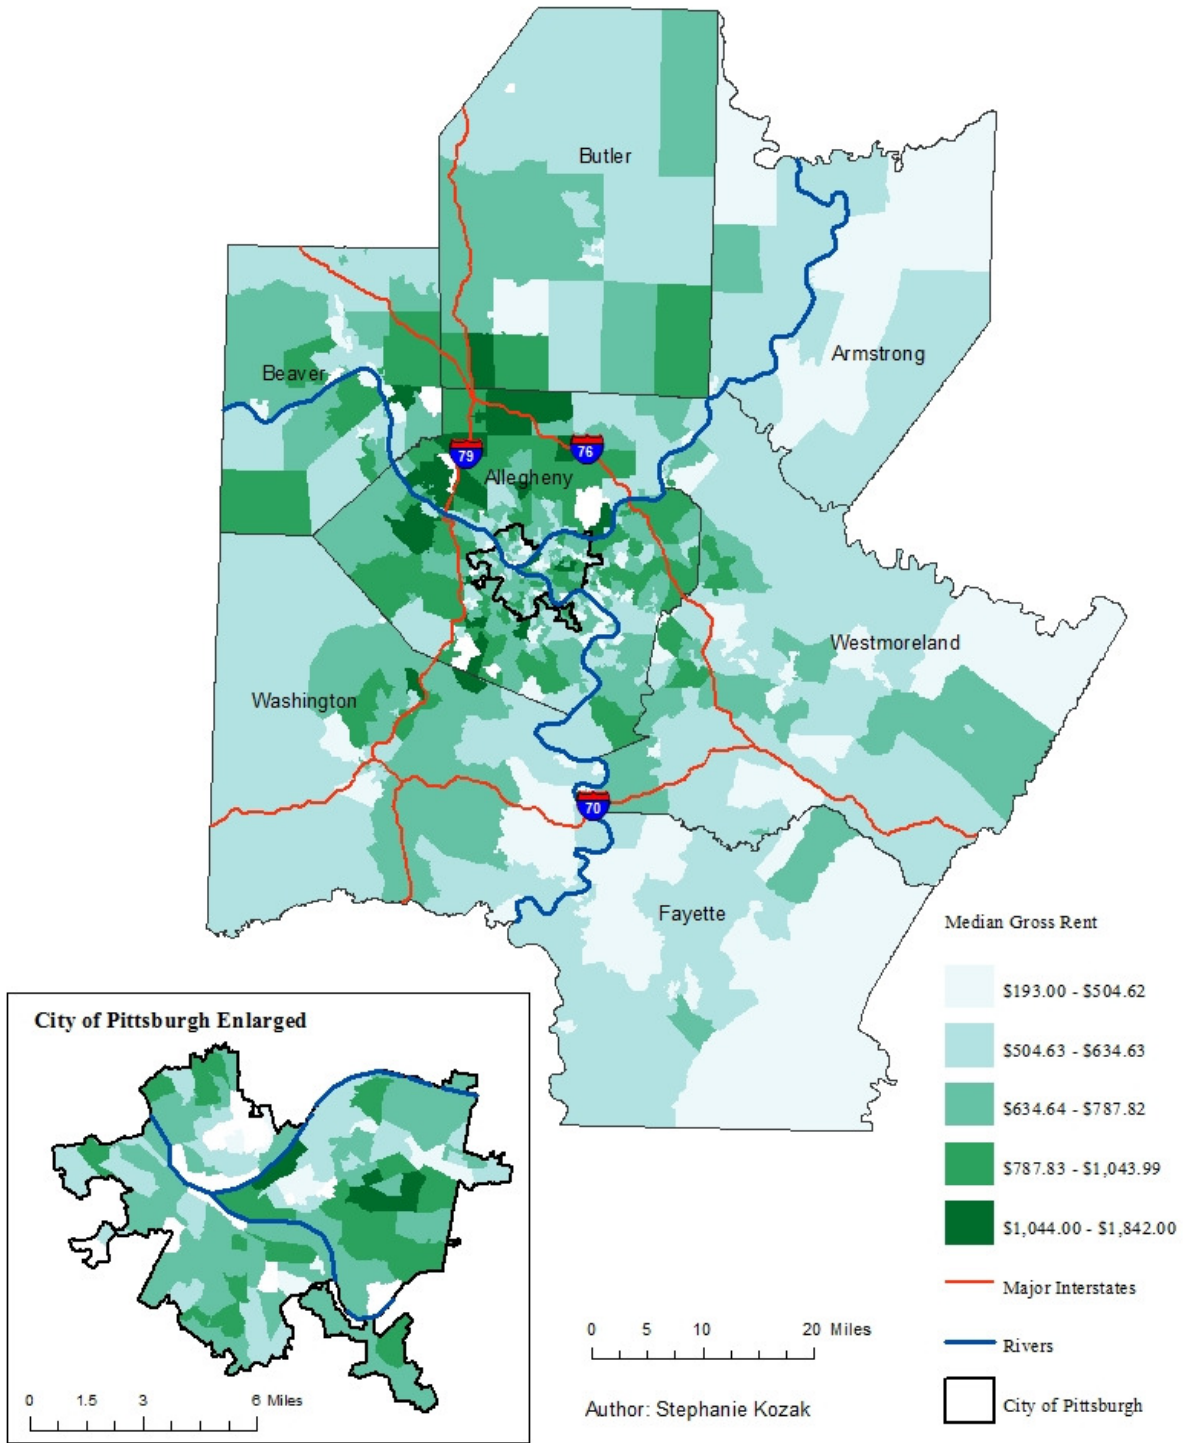 Butler
Armstrong
Beaver
79
76
Allegheny
Westmoreland
Washington
70
Fayette
Median Gross Rent
$193.00 - $504.62
$504.63 - $634.63
$634.64 - $787.82
$787.83 - $1,043.99
$1,044.00 - $1,842.00
Major Interstates
Rivers
City of Pittsburgh
City of Pittsburgh Enlarged
0 1.5 3 6 Miles
0 5 10 20 Miles
Author: Stephanie Kozak